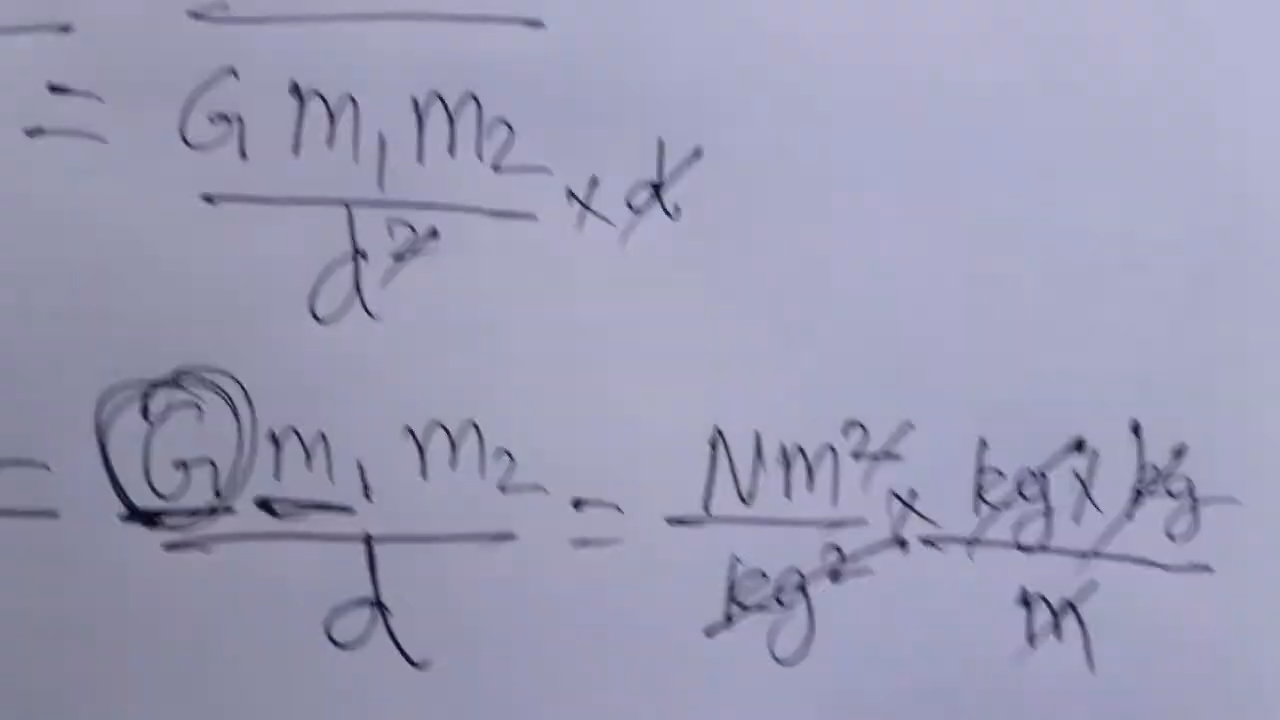 = G m₁ m₂ / d² × d
= G m₁ m₂ / d = Nm² / kg² × kg × kg / m